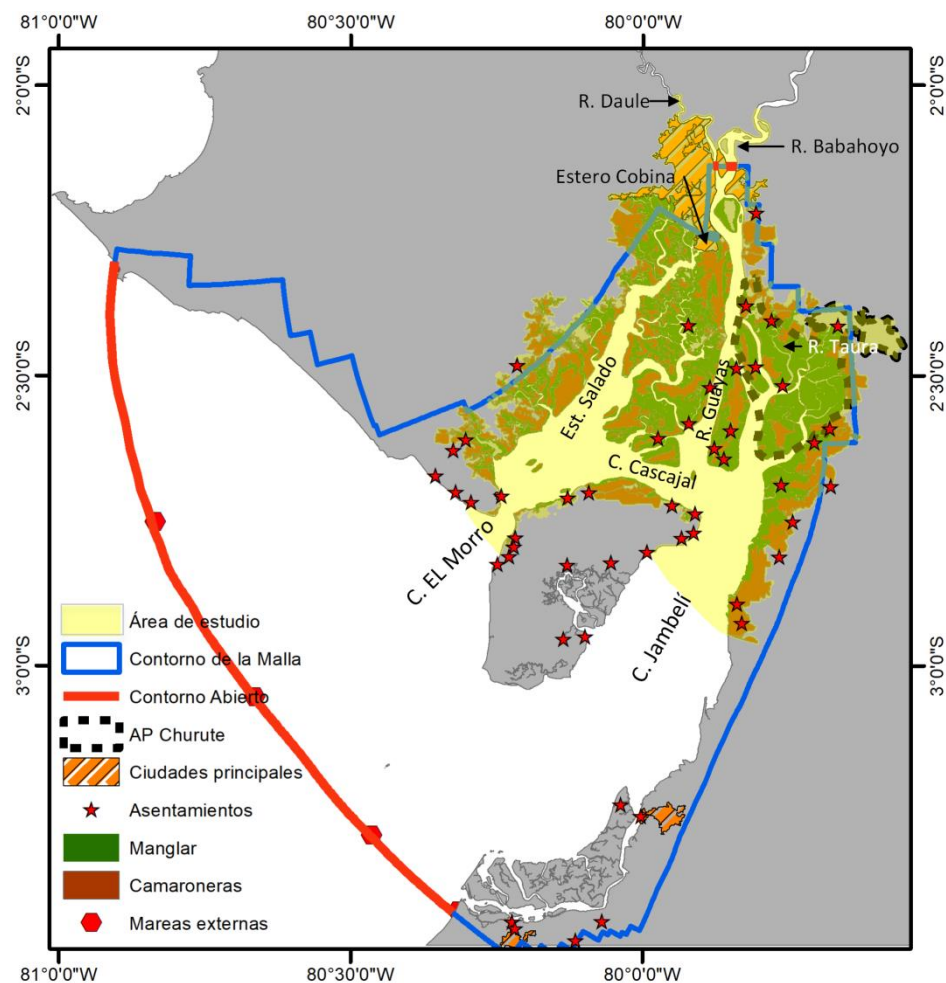 81°0'0"W
80°30'0"W
80°0'0"W
2°0'0"S
2°0'0"S
R. Daule
R. Babahoyo
Estero Cobina
R. Taura
2°30'0"S
2°30'0"S
Est. Salado
R. Guayas
C. Cascajal
C. EL Morro
C. Jambelí
Área de estudio
Contorno de la Malla
3°0'0"S
3°0'0"S
Contorno Abierto
AP Churute
Ciudades principales
Asentamientos
Manglar
Camaroneras
Mareas externas
81°0'0"W
80°30'0"W
80°0'0"W